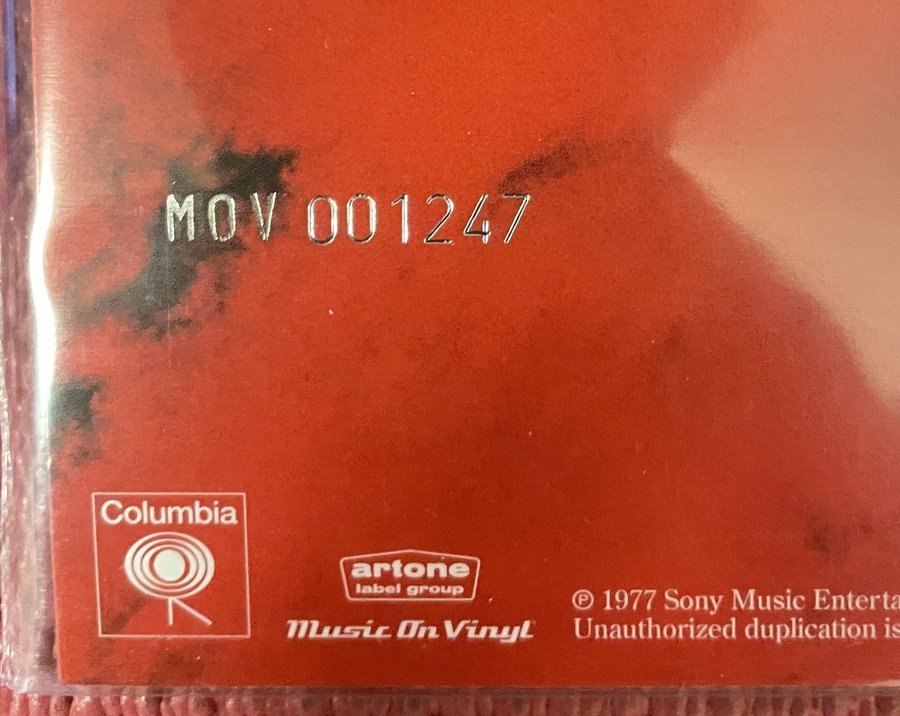 MOV 001247
Columbia
artone
label group
Music On Vinyl
℗ 1977 Sony Music Enterta
Unauthorized duplication is